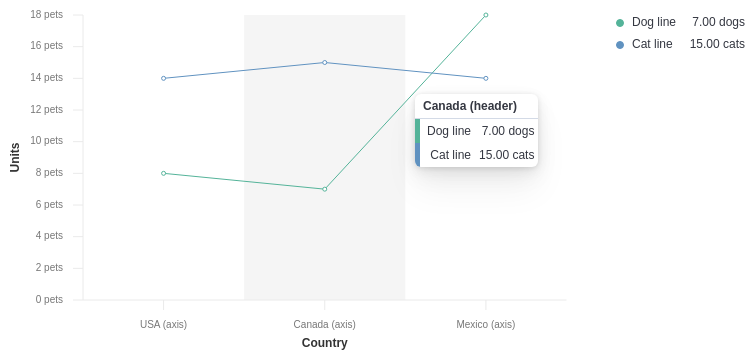 18 pets
16 pets
14 pets
12 pets
10 pets
8 pets
6 pets
4 pets
2 pets
0 pets
Units
USA (axis)
Canada (axis)
Mexico (axis)
Country
Canada (header)
Dog line 7.00 dogs
Cat line 15.00 cats
Dog line 7.00 dogs
Cat line 15.00 cats